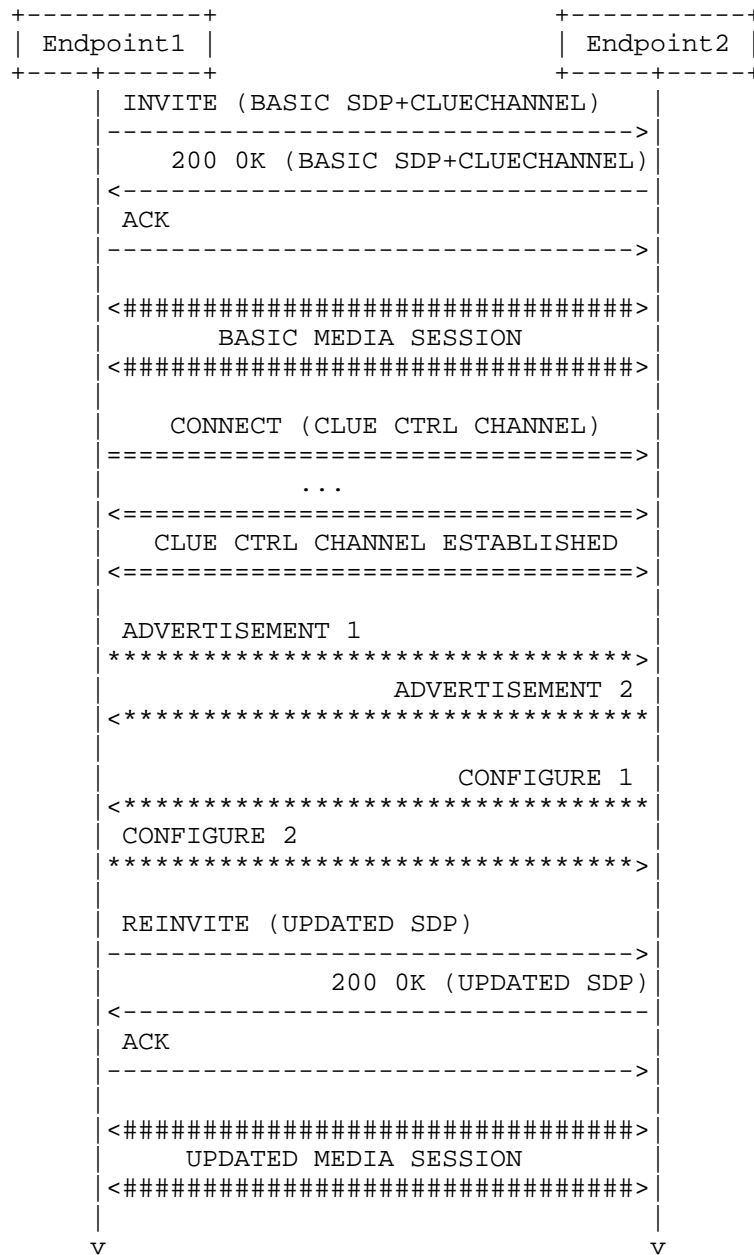 Endpoint1 Endpoint2
INVITE (BASIC SDP+CLUECHANNEL)
200 0K (BASIC SDP+CLUECHANNEL)
ACK
BASIC MEDIA SESSION
CONNECT (CLUE CTRL CHANNEL)
...
CLUE CTRL CHANNEL ESTABLISHED
ADVERTISEMENT 1
ADVERTISEMENT 2
CONFIGURE 1
CONFIGURE 2
REINVITE (UPDATED SDP)
200 0K (UPDATED SDP)
ACK
UPDATED MEDIA SESSION
v v